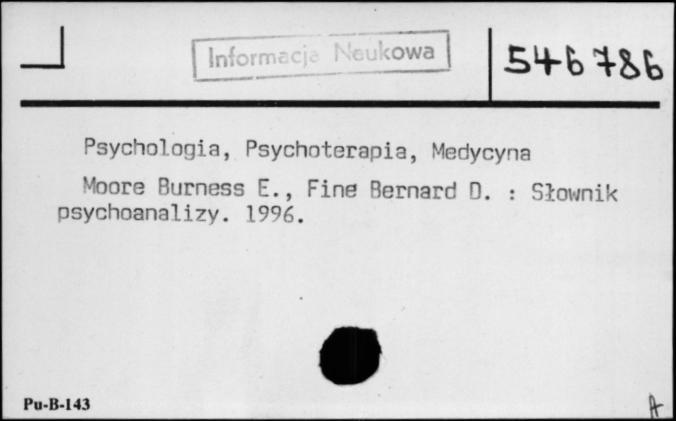 Informacja Naukowa
546786
Psychologia, Psychoterapia, Medycyna
Moore Burness E., Fine Bernard D. : Słownik
psychoanalizy. 1996.
Pu-B-143
A